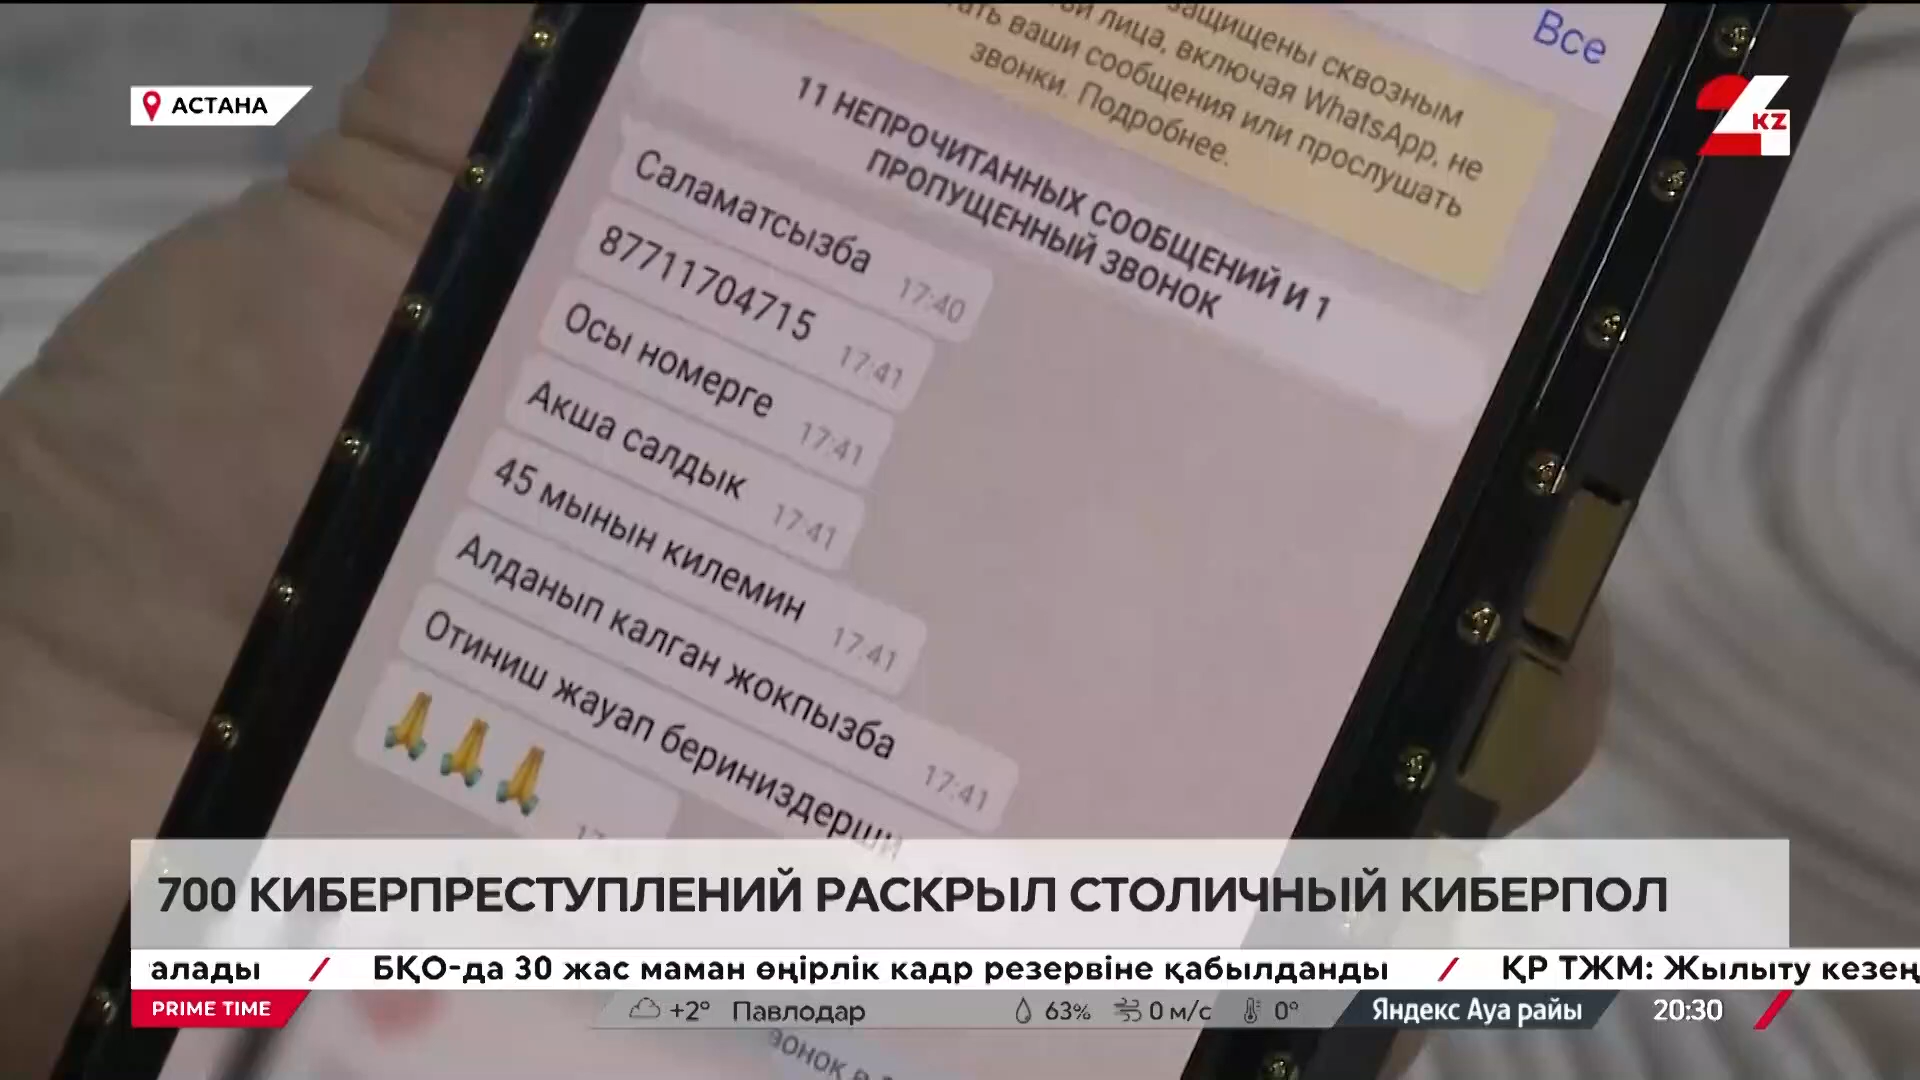 Все
защищены сквозным
лица, включая WhatsApp, не
ваши сообщения или прослушать
звонки. Подробнее.
11 НЕПРОЧИТАННЫХ СООБЩЕНИЙ И 1
ПРОПУЩЕННЫЙ ЗВОНОК
Саламатсызба 17:40
87711704715 17:41
Осы номерге 17:41
Акша салдык 17:41
45 мынын килемин 17:41
Алданып калган жокпызба 17:41
Отиниш жауап бериниздерши
🙏🙏🙏
АСТАНА
24 KZ
700 КИБЕРПРЕСТУПЛЕНИЙ РАСКРЫЛ СТОЛИЧНЫЙ КИБЕРПОЛ
алады / БҚО-да 30 жас маман өңірлік кадр резервіне қабылданды / ҚР ТЖМ: Жылыту кезең
PRIME TIME +2° Павлодар 63% 0 м/с 0° Яндекс Ауа райы 20:30